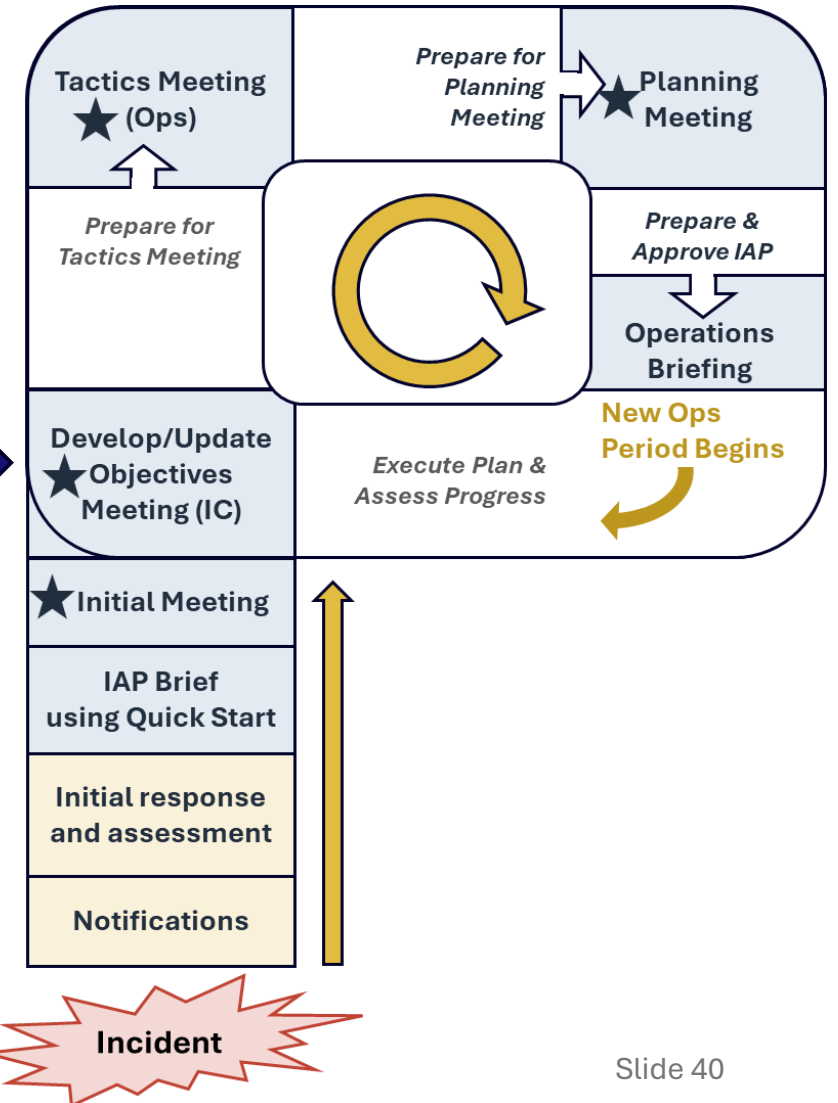 Tactics Meeting
(Ops)
Prepare for
Planning
Meeting
Planning
Meeting
Prepare for
Tactics Meeting
Prepare &
Approve IAP
Operations
Briefing
Develop/Update
Objectives
Meeting (IC)
Execute Plan &
Assess Progress
New Ops
Period Begins
Initial Meeting
IAP Brief
using Quick Start
Initial response
and assessment
Notifications
Incident
Slide 40